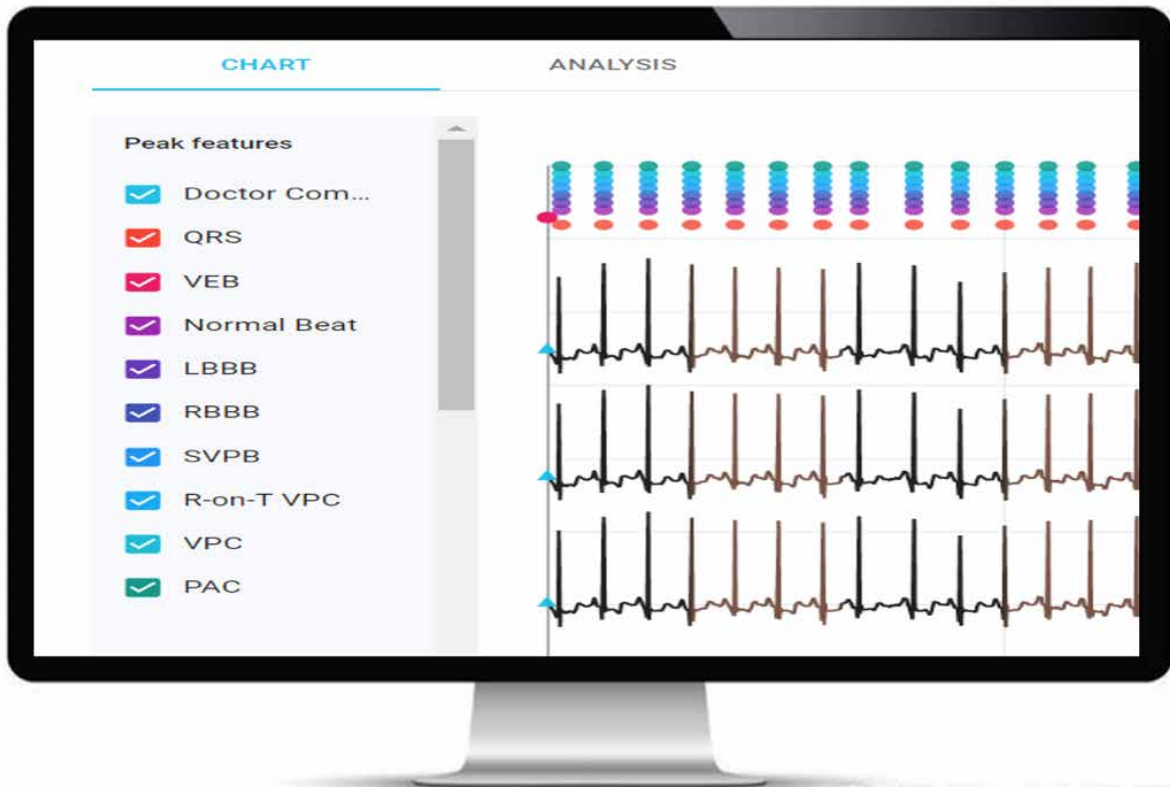 CHART
ANALYSIS
Peak features
Doctor Com...
QRS
VEB
Normal Beat
LBBB
RBBB
SVPB
R-on-T VPC
VPC
PAC